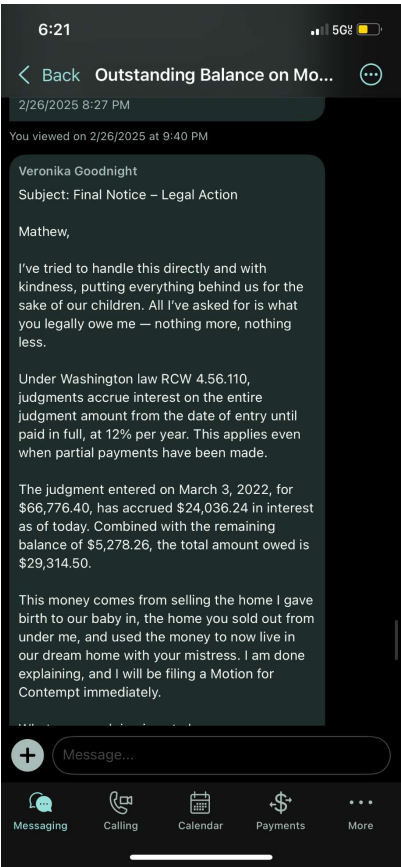 6:21
5G
Back Outstanding Balance on Mo...
2/26/2025 8:27 PM
You viewed on 2/26/2025 at 9:40 PM
Veronika Goodnight
Subject: Final Notice – Legal Action
Mathew,
I've tried to handle this directly and with
kindness, putting everything behind us for the
sake of our children. All I've asked for is what
you legally owe me — nothing more, nothing
less.
Under Washington law RCW 4.56.110,
judgments accrue interest on the entire
judgment amount from the date of entry until
paid in full, at 12% per year. This applies even
when partial payments have been made.
The judgment entered on March 3, 2022, for
$66,776.40, has accrued $24,036.24 in interest
as of today. Combined with the remaining
balance of $5,278.26, the total amount owed is
$29,314.50.
This money comes from selling the home I gave
birth to our baby in, the home you sold out from
under me, and used the money to now live in
our dream home with your mistress. I am done
explaining, and I will be filing a Motion for
Contempt immediately.
Message...
Messaging
Calling
Calendar
Payments
More